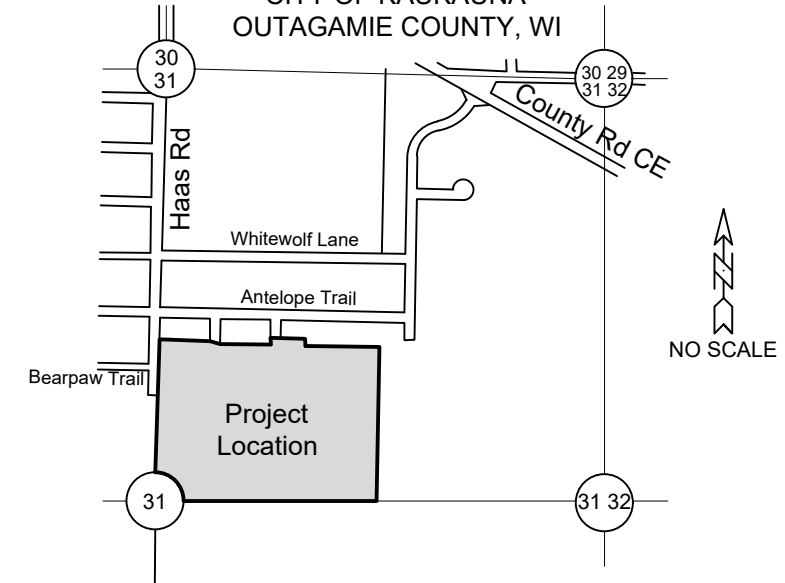 OUTAGAMIE COUNTY, WI
30
31
30 29
31 32
County Rd CE
Haas Rd
Whitewolf Lane
Antelope Trail
NO SCALE
Bearpaw Trail
Project
Location
31
31 32